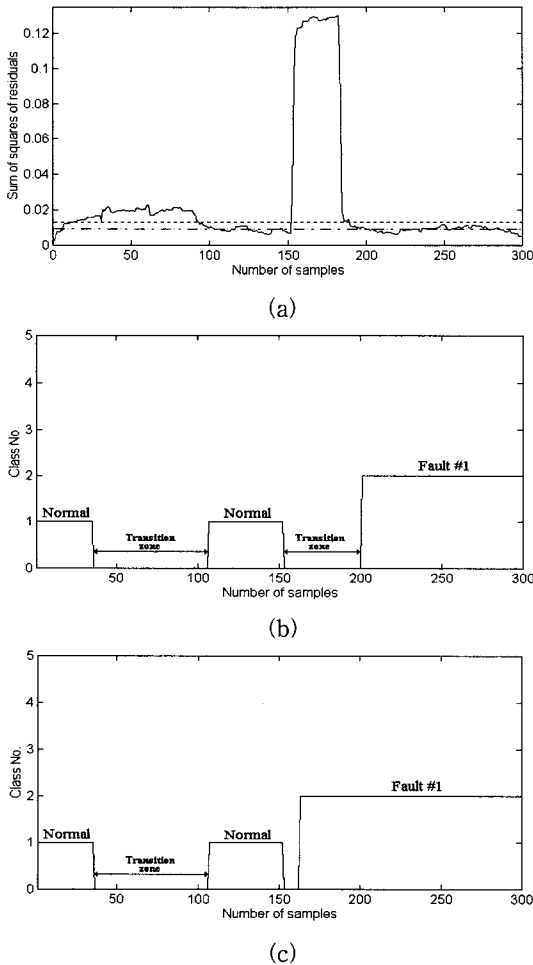 0.12
0.1
0.08
0.06
0.04
0.02
0
Sum of squares of residuals
0 50 100 150 200 250 300
Number of samples
(a)
5
4
3
2
1
0
Class No.
Normal
Transition
zone
Normal
Transition
zone
Fault #1
50 100 150 200 250 300
Number of samples
(b)
5
4
3
2
1
0
Class No.
Normal
Transition
zone
Normal
Fault #1
50 100 150 200 250 300
Number of samples
(c)